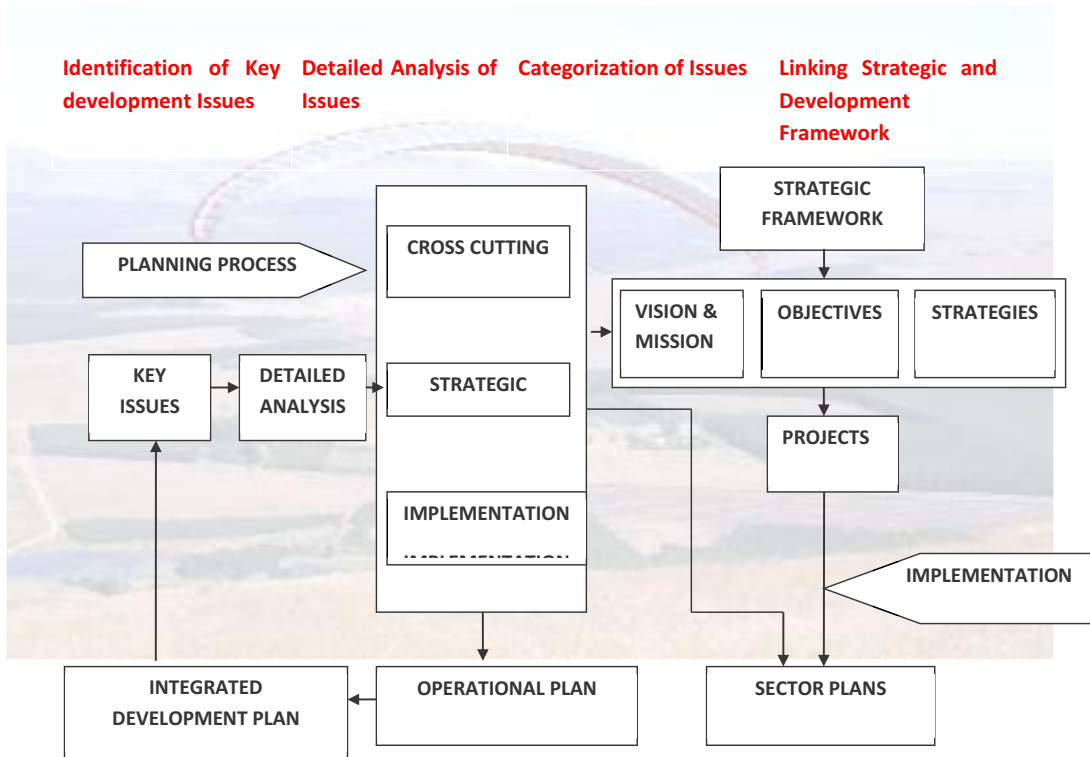 Identification of Key
development Issues
Detailed Analysis of
Issues
Categorization of Issues
Linking Strategic and
Development
Framework
STRATEGIC
FRAMEWORK
PLANNING PROCESS
CROSS CUTTING
VISION &
MISSION
OBJECTIVES
STRATEGIES
KEY
ISSUES
DETAILED
ANALYSIS
STRATEGIC
PROJECTS
IMPLEMENTATION
IMPLEMENTATION
IMPLEMENTATION
INTEGRATED
DEVELOPMENT PLAN
OPERATIONAL PLAN
SECTOR PLANS